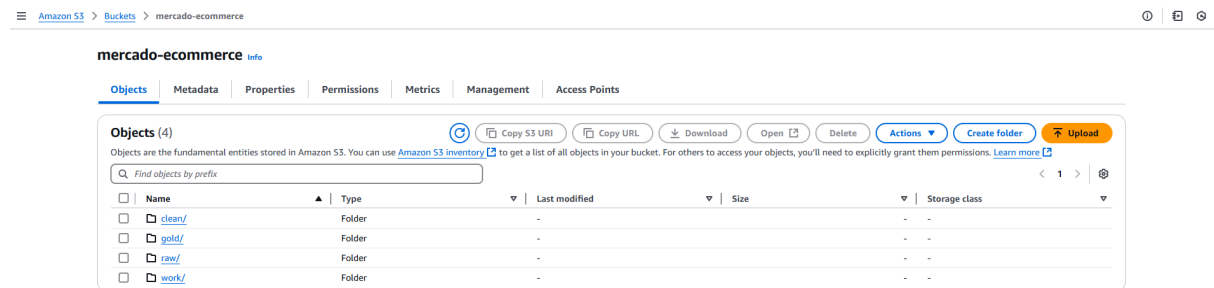 Amazon S3 > Buckets > mercado-ecommerce
mercado-ecommerce Info
Objects Metadata Properties Permissions Metrics Management Access Points
Objects (4) Copy S3 URI Copy URL Download Open Delete Actions Create folder Upload
Objects are the fundamental entities stored in Amazon S3. You can use Amazon S3 inventory to get a list of all objects in your bucket. For others to access your objects, you'll need to explicitly grant them permissions. Learn more
Find objects by prefix < 1 >
Name Type Last modified Size Storage class
clean/ Folder - - -
gold/ Folder - - -
raw/ Folder - - -
work/ Folder - - -